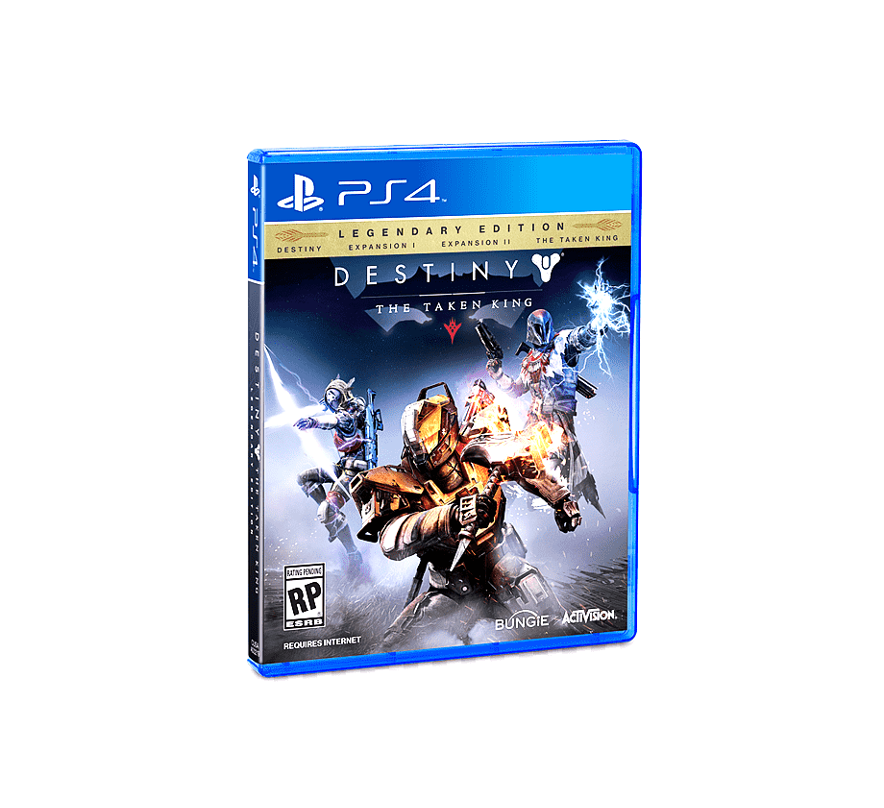 PS4
LEGENDARY EDITION
DESTINY EXPANSION I EXPANSION II THE TAKEN KING
DESTINY
THE TAKEN KING
PS4
DESTINY THE TAKEN KING
LEGENDARY EDITION
RATING PENDING
RP
ESRB
REQUIRES INTERNET
BUNGIE
ACTIVISION.